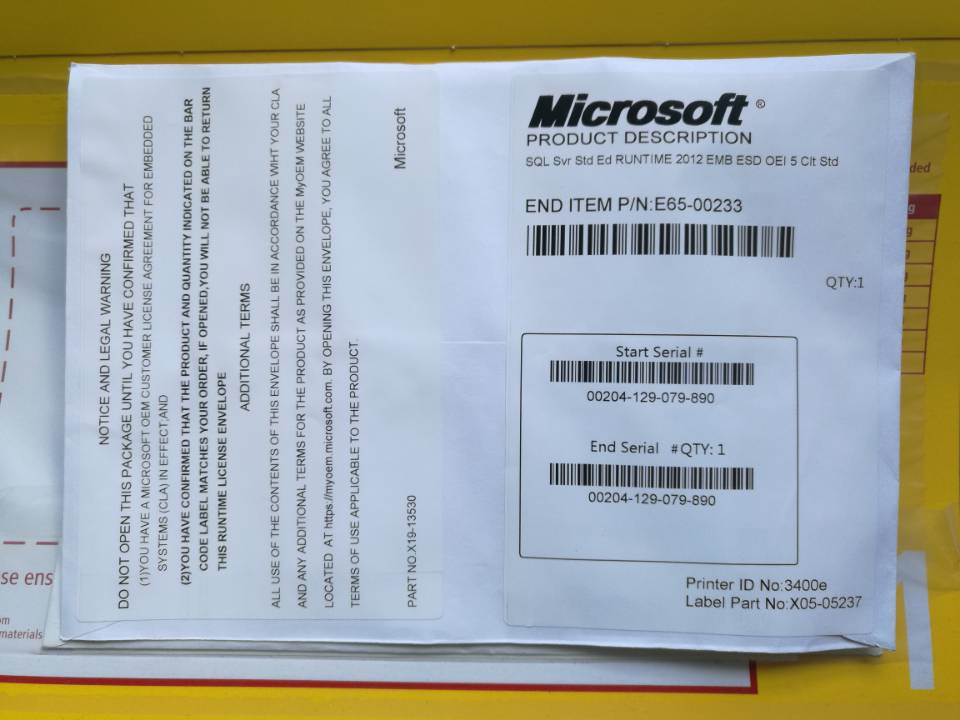 Microsoft ®
PRODUCT DESCRIPTION
SQL Svr Std Ed RUNTIME 2012 EMB ESD OEI 5 Clt Std
END ITEM P/N:E65-00233
QTY:1
Start Serial #
00204-129-079-890
End Serial #QTY: 1
00204-129-079-890
Printer ID No:3400e
Label Part No:X05-05237
NOTICE AND LEGAL WARNING
DO NOT OPEN THIS PACKAGE UNTIL YOU HAVE CONFIRMED THAT
(1)YOU HAVE A MICROSOFT OEM CUSTOMER LICENSE AGREEMENT FOR EMBEDDED
SYSTEMS (CLA) IN EFFECT,AND
(2)YOU HAVE CONFIRMED THAT THE PRODUCT AND QUANTITY INDICATED ON THE BAR
CODE LABEL MATCHES YOUR ORDER, IF OPENED,YOU WILL NOT BE ABLE TO RETURN
THIS RUNTIME LICENSE ENVELOPE
ADDITIONAL TERMS
ALL USE OF THE CONTENTS OF THIS ENVELOPE SHALL BE IN ACCORDANCE WIHT YOUR CLA
AND ANY ADDITIONAL TERMS FOR THE PRODUCT AS PROVIDED ON THE MyOEM WEBSITE
LOCATED AT https://myoem.microsoft.com. BY OPENING THIS ENVELOPE, YOU AGREE TO ALL
TERMS OF USE APPLICABLE TO THE PRODUCT.
PART NO.X19-13530
Microsoft
se ens
materials